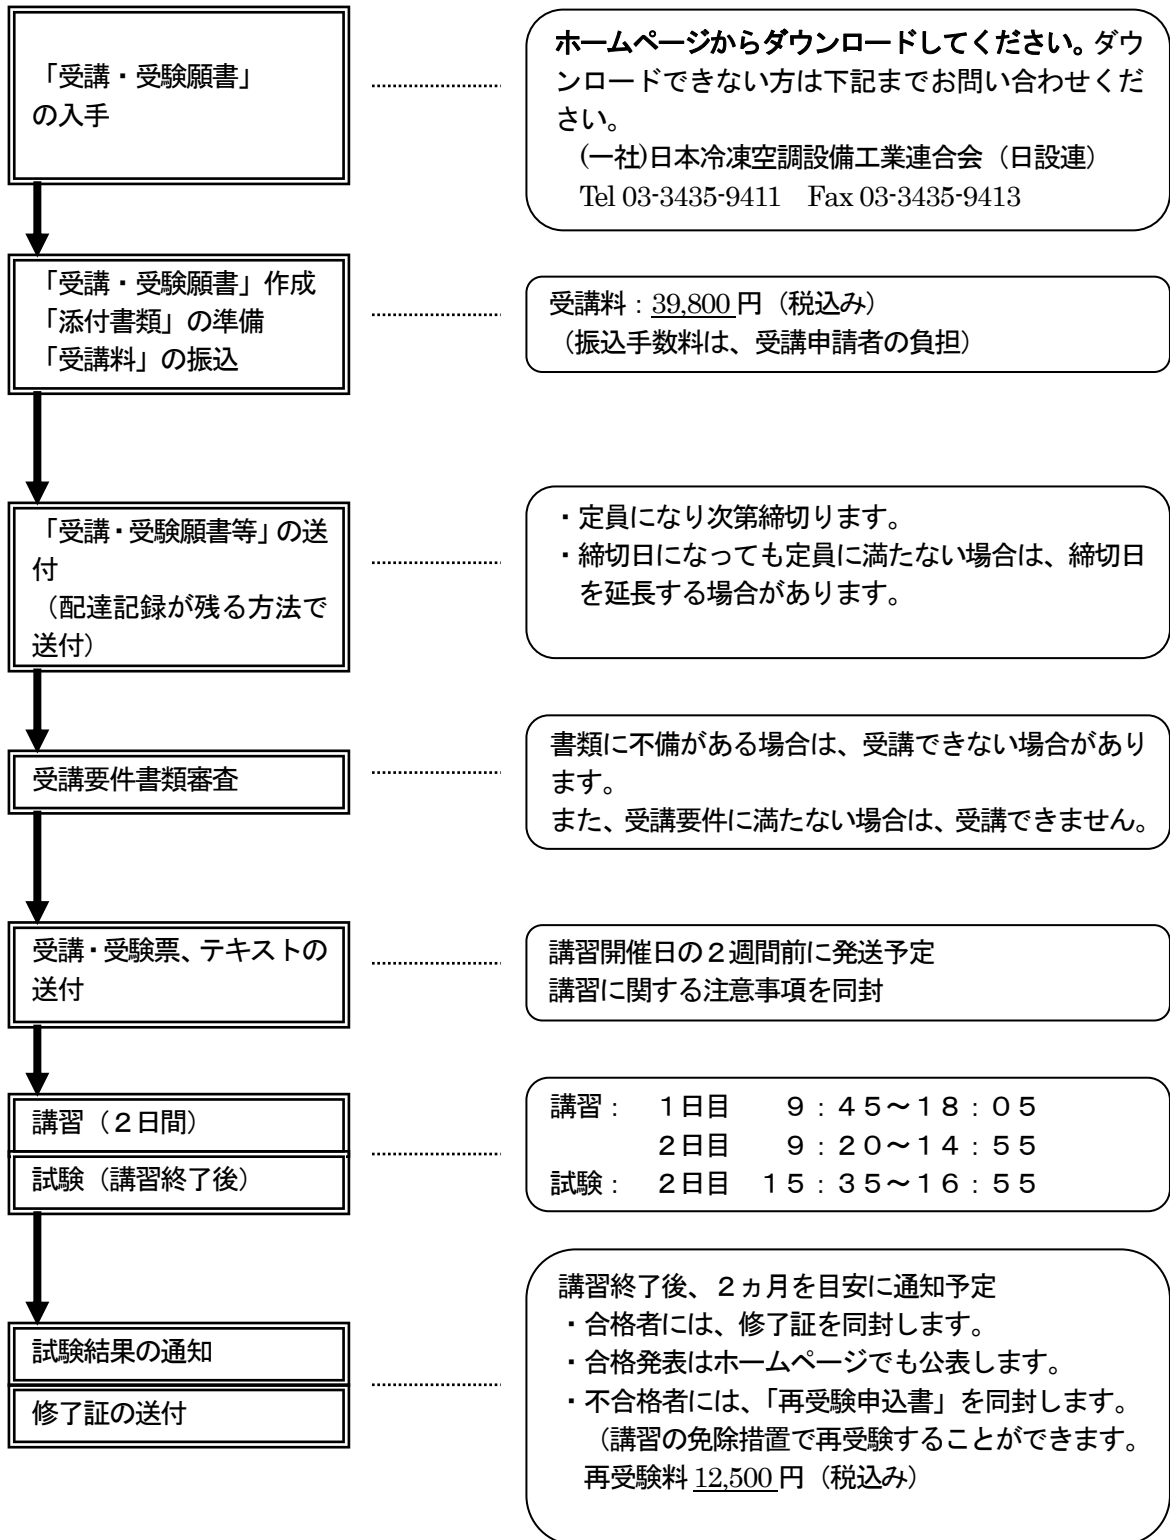 「受講・受験願書」
の入手
ホームページからダウンロードしてください。ダウ
ンロードできない方は下記までお問い合わせくだ
さい。
(一社)日本冷凍空調設備工業連合会（日設連）
Tel 03-3435-9411　Fax 03-3435-9413
「受講・受験願書」作成
「添付書類」の準備
「受講料」の振込
受講料：39,800 円（税込み）
（振込手数料は、受講申請者の負担）
「受講・受験願書等」の送
付
（配達記録が残る方法で
送付）
・定員になり次第締切ります。
・締切日になっても定員に満たない場合は、締切日
を延長する場合があります。
受講要件書類審査
書類に不備がある場合は、受講できない場合があり
ます。
また、受講要件に満たない場合は、受講できません。
受講・受験票、テキストの
送付
講習開催日の２週間前に発送予定
講習に関する注意事項を同封
講習（２日間）
試験（講習終了後）
講習：　１日目　　９：４５～１８：０５
２日目　　９：２０～１４：５５
試験：　２日目　１５：３５～１６：５５
試験結果の通知
修了証の送付
講習終了後、２ヵ月を目安に通知予定
・合格者には、修了証を同封します。
・合格発表はホームページでも公表します。
・不合格者には、「再受験申込書」を同封します。
（講習の免除措置で再受験することができます。
再受験料 12,500 円（税込み）